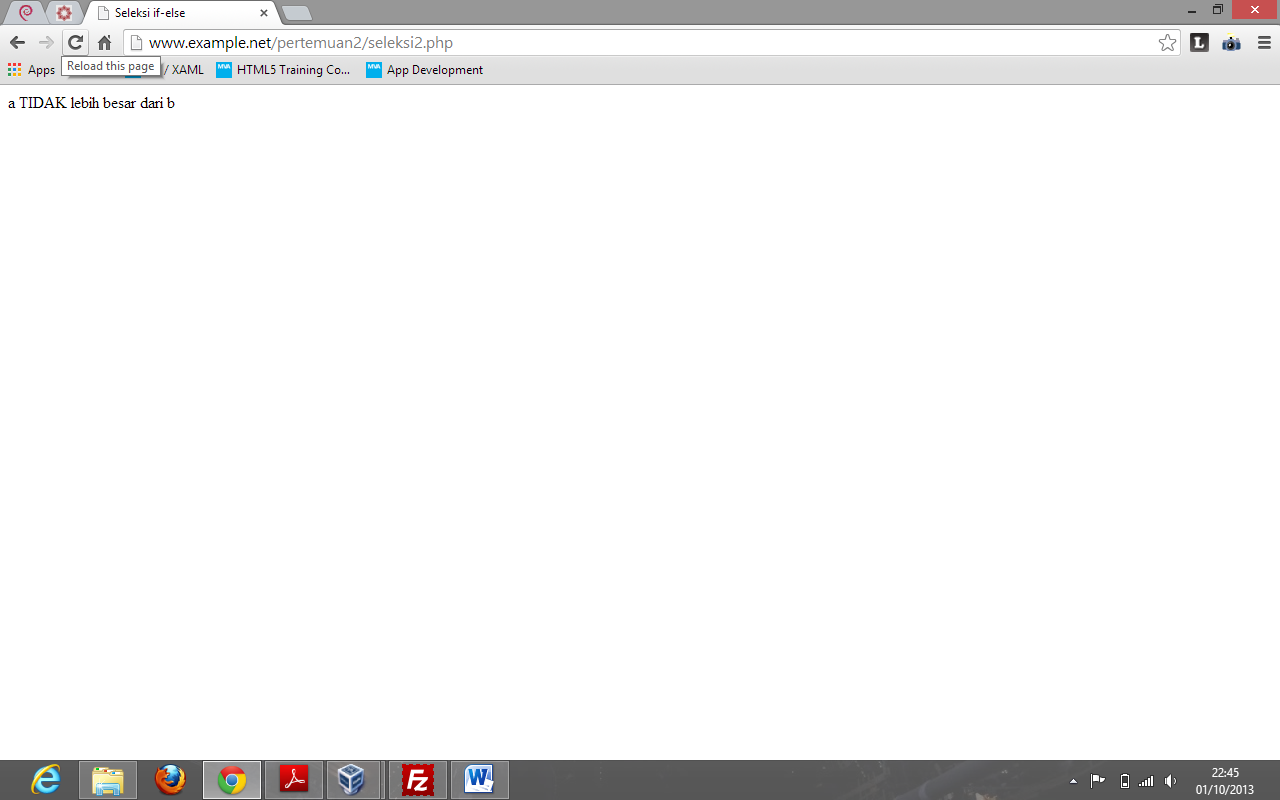 Seleksi if-else
www.example.net/pertemuan2/seleksi2.php
Apps / XAML HTML5 Training Co... App Development
Reload this page
a TIDAK lebih besar dari b
22:45
01/10/2013